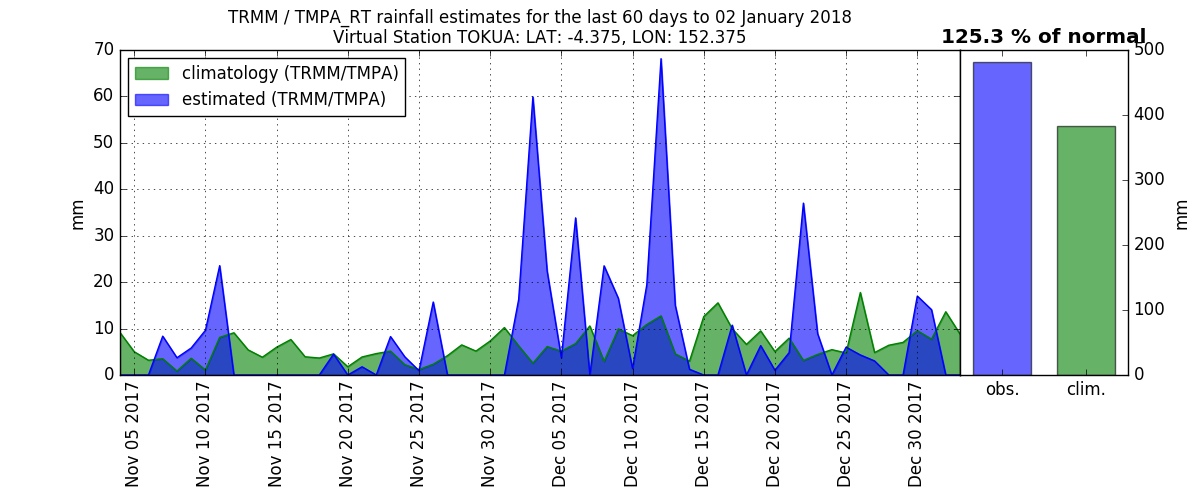 TRMM / TMPA_RT rainfall estimates for the last 60 days to 02 January 2018
Virtual Station TOKUA: LAT: -4.375, LON: 152.375
125.3 % of normal
climatology (TRMM/TMPA)
estimated (TRMM/TMPA)
70
60
50
40
30
20
10
0
mm
Nov 05 2017
Nov 10 2017
Nov 15 2017
Nov 20 2017
Nov 25 2017
Nov 30 2017
Dec 05 2017
Dec 10 2017
Dec 15 2017
Dec 20 2017
Dec 25 2017
Dec 30 2017
obs.
clim.
500
400
300
200
100
0
mm